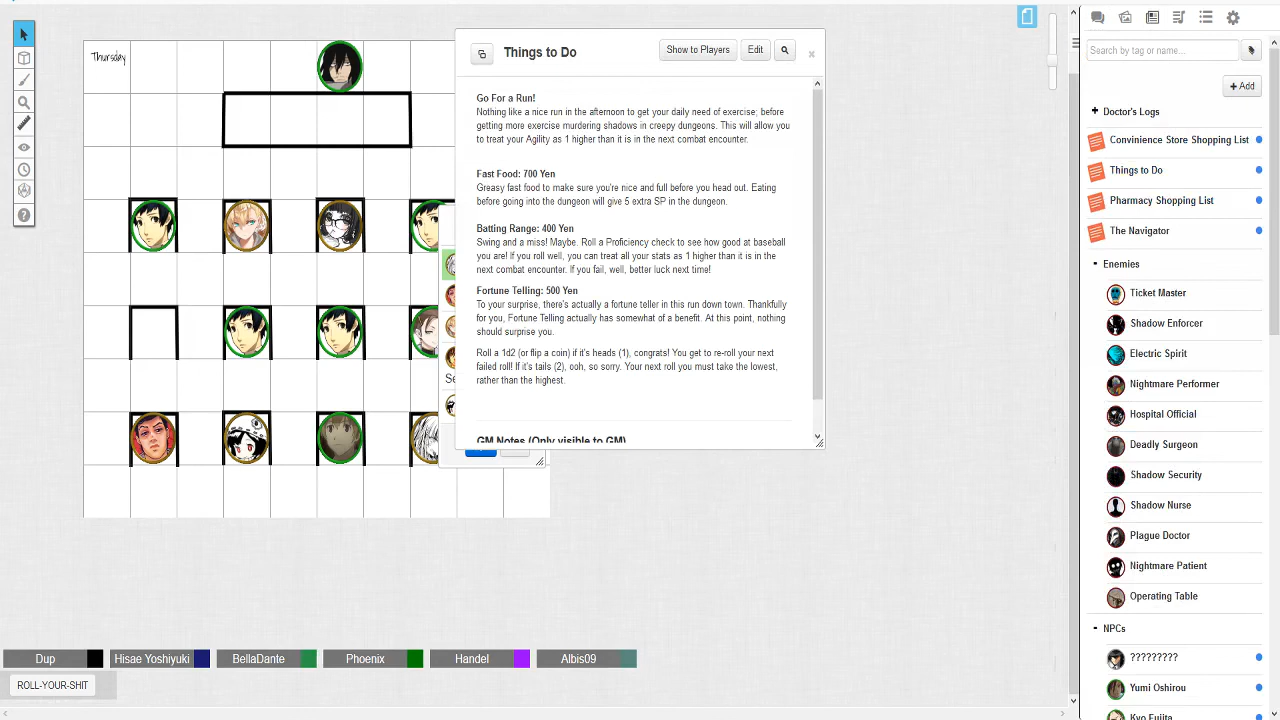 Thursday
Things to Do
Show to Players
Edit
Go For a Run!
Nothing like a nice run in the afternoon to get your daily need of exercise; before
getting more exercise murdering shadows in creepy dungeons. This will allow you
to treat your Agility as 1 higher than it is in the next combat encounter.
Fast Food: 700 Yen
Greasy fast food to make sure you're nice and full before you head out. Eating
before going into the dungeon will give 5 extra SP in the dungeon.
Batting Range: 400 Yen
Swing and a miss! Maybe. Roll a Proficiency check to see how good at baseball
you are! If you roll well, you can treat all your stats as 1 higher than it is in the
next combat encounter. If you fail, well, better luck next time!
Fortune Telling: 500 Yen
To your surprise, there's actually a fortune teller in this run down town. Thankfully
for you, Fortune Telling actually has somewhat of a benefit. At this point, nothing
should surprise you.
Roll a 1d2 (or flip a coin) if it's heads (1), congrats! You get to re-roll your next
failed roll! If it's tails (2), ooh, so sorry. Your next roll you must take the lowest,
rather than the highest.
GM Notes (Only visible to GM)
Se
Search by tag or name...
+ Add
Doctor's Logs
Convinience Store Shopping List
Things to Do
Pharmacy Shopping List
The Navigator
Enemies
Ticket Master
Shadow Enforcer
Electric Spirit
Nightmare Performer
Hospital Official
Deadly Surgeon
Shadow Security
Shadow Nurse
Plague Doctor
Nightmare Patient
Operating Table
NPCs
?????????
Yumi Oshirou
Kyo Fujita
Dup
Hisae Yoshiyuki
BellaDante
Phoenix
Handel
Albis09
ROLL-YOUR-SHIT